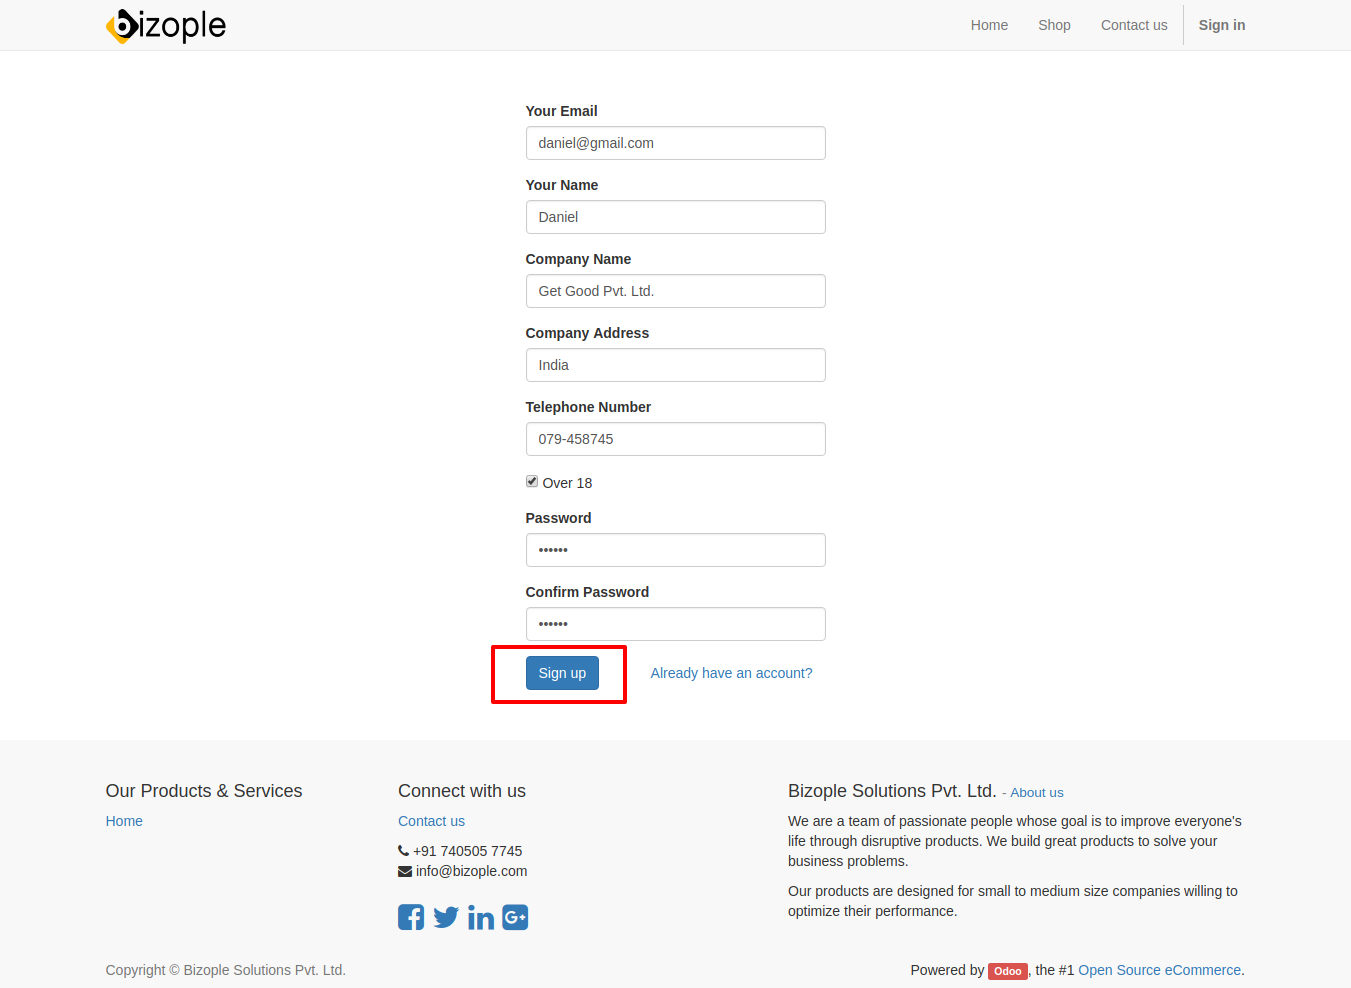 bizople
Home Shop Contact us Sign in
Your Email
daniel@gmail.com
Your Name
Daniel
Company Name
Get Good Pvt. Ltd.
Company Address
India
Telephone Number
079-458745
Over 18
Password
••••••
Confirm Password
••••••
Sign up Already have an account?
Our Products & Services
Home
Connect with us
Contact us
+91 740505 7745
info@bizople.com
Bizople Solutions Pvt. Ltd. - About us
We are a team of passionate people whose goal is to improve everyone's
life through disruptive products. We build great products to solve your
business problems.
Our products are designed for small to medium size companies willing to
optimize their performance.
Copyright © Bizople Solutions Pvt. Ltd.
Powered by Odoo, the #1 Open Source eCommerce.